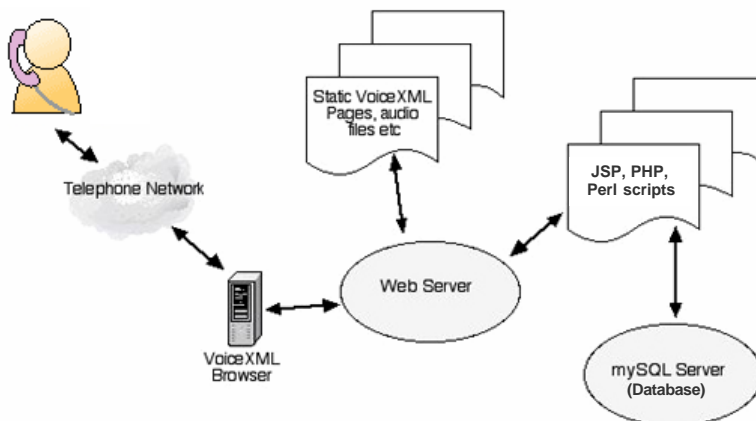 Static VoiceXML
Pages, audio
files etc
JSP, PHP,
Perl scripts
Telephone Network
Web Server
VoiceXML
Browser
mySQL Server
(Database)